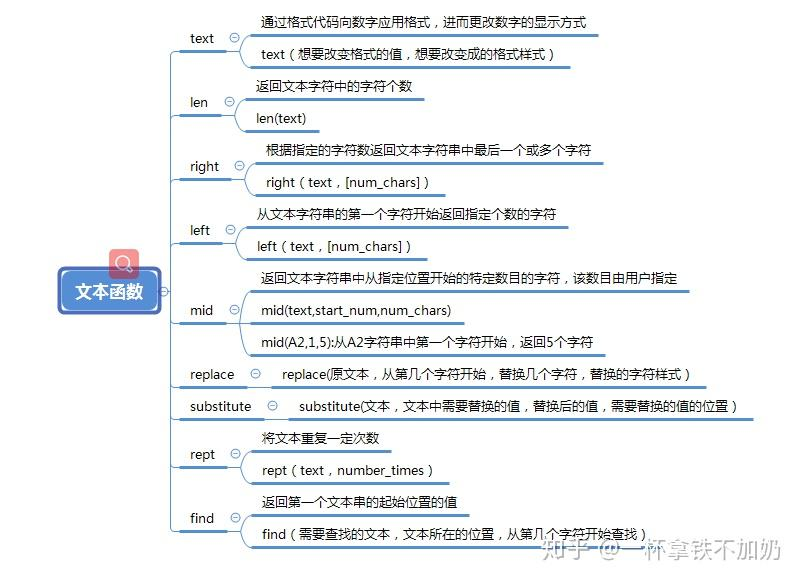 文本函数
text
通过格式代码向数字应用格式，进而更改数字的显示方式
text（想要改变格式的值，想要改变成的格式样式）
len
返回文本字符中的字符个数
len(text)
right
根据指定的字符数返回文本字符串中最后一个或多个字符
right（text，[num_chars]）
left
从文本字符串的第一个字符开始返回指定个数的字符
left（text，[num_chars]）
mid
返回文本字符串中从指定位置开始的特定数目的字符，该数目由用户指定
mid(text,start_num,num_chars)
mid(A2,1,5):从A2字符串中第一个字符开始，返回5个字符
replace
replace(原文本，从第几个字符开始，替换几个字符，替换的字符样式）
substitute
substitute(文本，文本中需要替换的值，替换后的值，需要替换的值的位置）
rept
将文本重复一定次数
rept（text，number_times）
find
返回第一个文本串的起始位置的值
find（需要查找的文本，文本所在的位置，从第几个字符开始查找）
知乎 @一杯拿铁不加奶